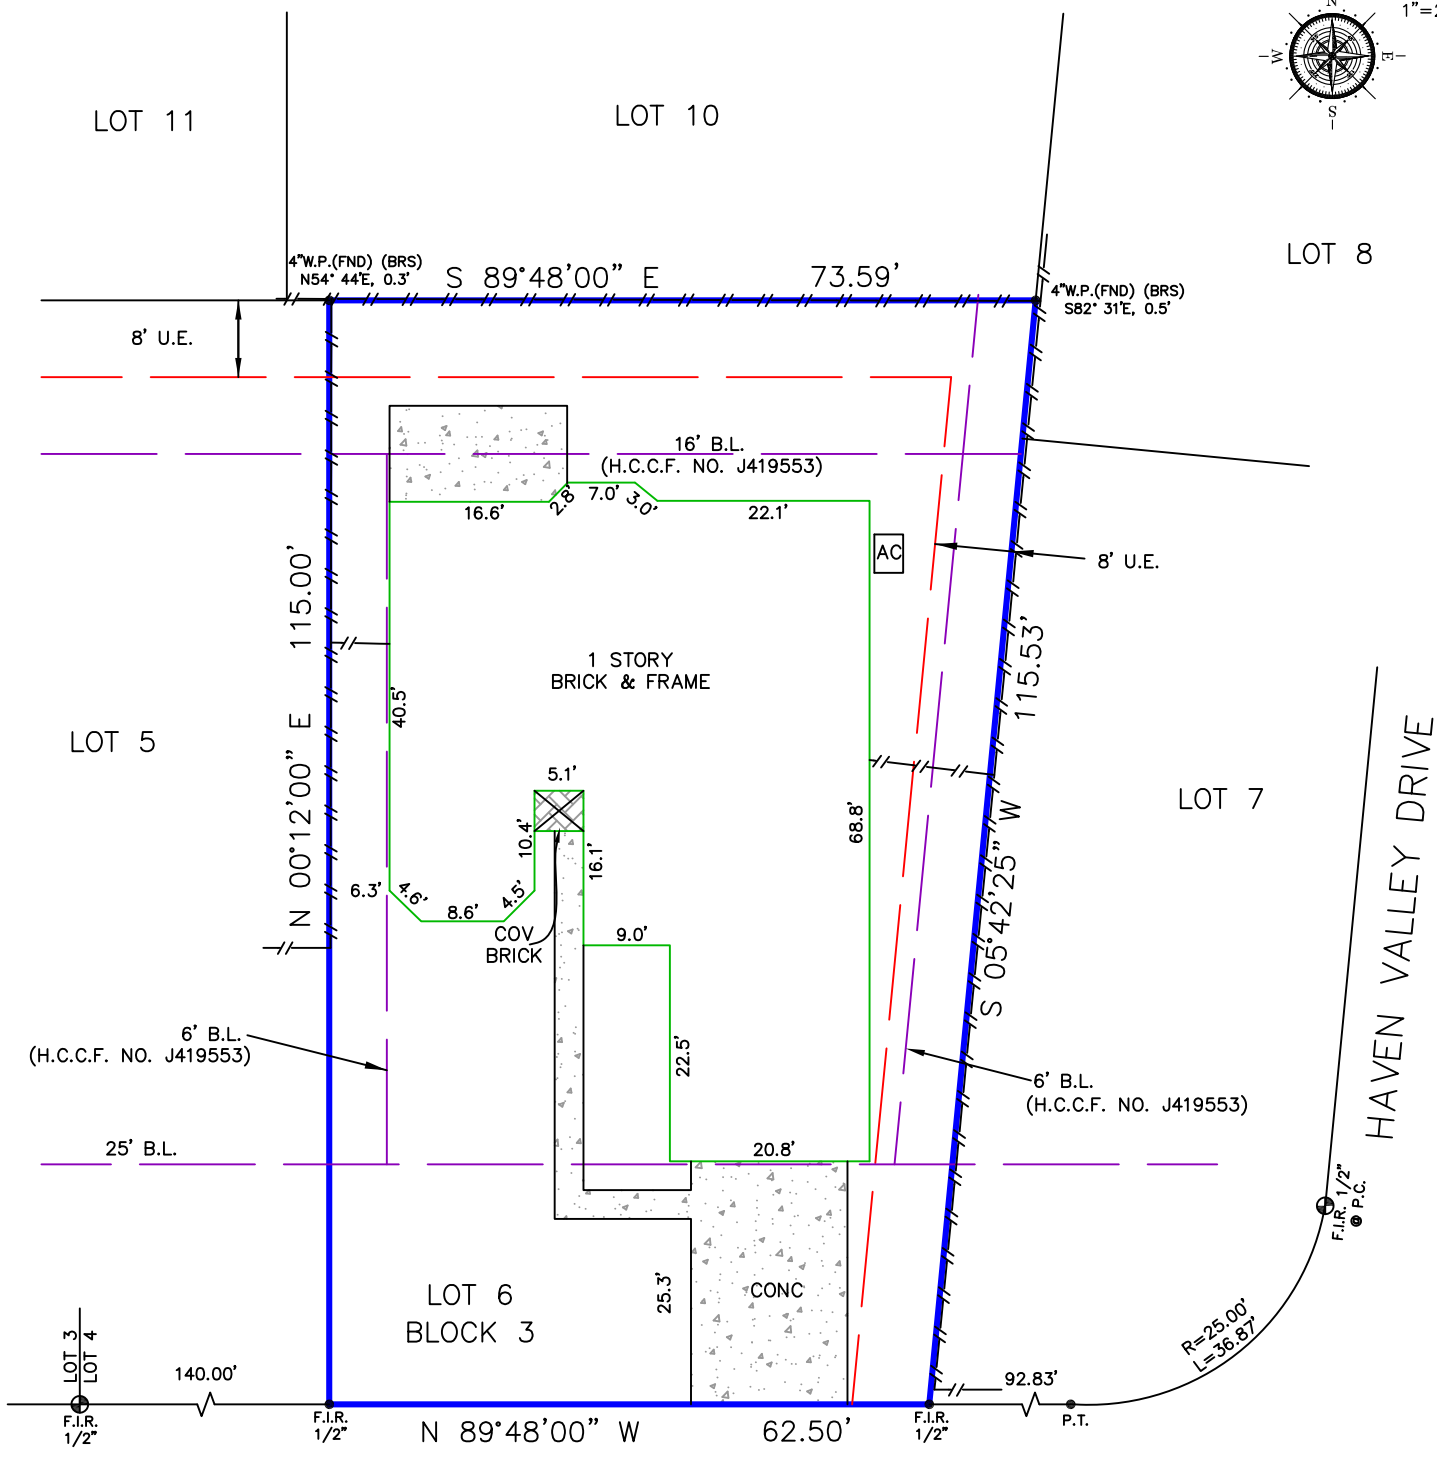 N
W
E
S
LOT 11
LOT 10
LOT 8
4"W.P.(FND) (BRS)
N54° 44'E, 0.3'
S 89°48'00" E 73.59'
4"W.P.(FND) (BRS)
S82° 31'E, 0.5'
8' U.E.
16' B.L.
(H.C.C.F. NO. J419553)
16.6'
2.8'
7.0'
3.0'
22.1'
AC
8' U.E.
N 00°12'00" E 115.00'
1 STORY
BRICK & FRAME
40.5'
S 05°42'25" W 115.53'
LOT 5
LOT 7
HAVEN VALLEY DRIVE
5.1'
10.4'
16.1'
68.8'
6.3'
4.6'
8.6'
4.5'
COV
BRICK
9.0'
22.5'
6' B.L.
(H.C.C.F. NO. J419553)
6' B.L.
(H.C.C.F. NO. J419553)
25' B.L.
20.8'
F.I.R. 1/2"
P.C.
25.3'
CONC
LOT 6
BLOCK 3
R=25.00'
L=36.87'
LOT 3
LOT 4
140.00'
92.83'
F.I.R.
1/2"
F.I.R.
1/2"
N 89°48'00" W 62.50'
F.I.R.
1/2"
P.T.